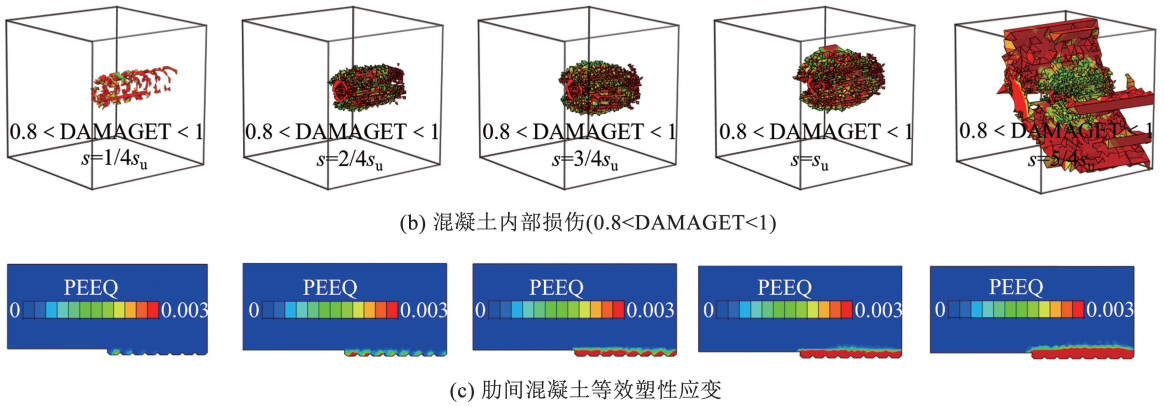 0.8 < DAMAGET < 1
s=1/4su
0.8 < DAMAGET < 1
s=2/4su
0.8 < DAMAGET < 1
s=3/4su
0.8 < DAMAGET < 1
s=su
0.8 < DAMAGET < 1
s=5/4su
(b) 混凝土内部损伤(0.8<DAMAGET<1)
PEEQ
0 0.003
PEEQ
0 0.003
PEEQ
0 0.003
PEEQ
0 0.003
PEEQ
0 0.003
(c) 肋间混凝土等效塑性应变